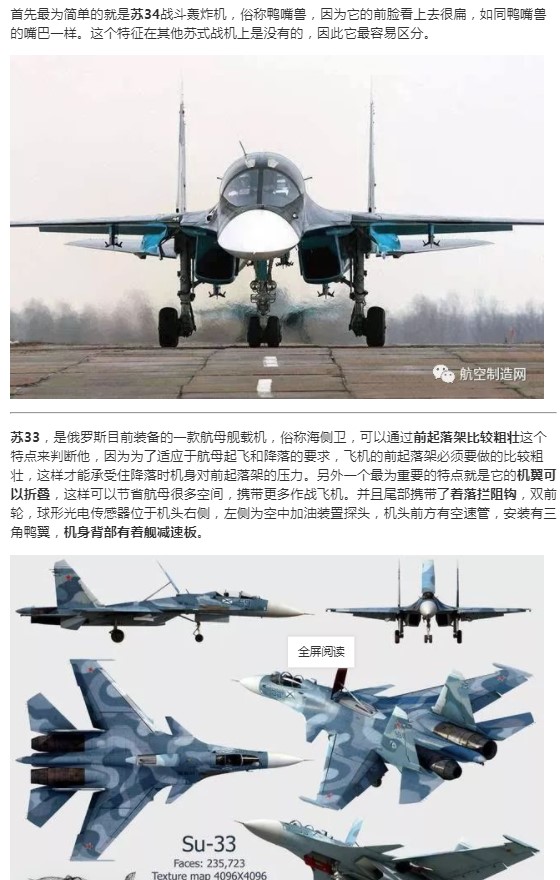 首先最为简单的就是苏34战斗轰炸机，俗称鸭嘴兽，因为它的前脸看上去很扁，如同鸭嘴兽
的嘴巴一样。这个特征在其他苏式战机上是没有的，因此它最容易区分。
航空制造网
苏33，是俄罗斯目前装备的一款航母舰载机，俗称海侧卫，可以通过前起落架比较粗壮这个
特点来判断他，因为为了适应于航母起飞和降落的要求，飞机的前起落架必须要做的比较粗
壮，这样才能承受住降落时机身对前起落架的压力。另外一个最为重要的特点就是它的机翼可
以折叠，这样可以节省航母很多空间，携带更多作战飞机。并且尾部携带了着落拦阻钩，双前
轮，球形光电传感器位于机头右侧，左侧为空中加油装置探头，机头前方有空速管，安装有三
角鸭翼，机身背部有着舰减速板。
全屏阅读
Su-33
Faces: 235,723
Texture map 4096X4096